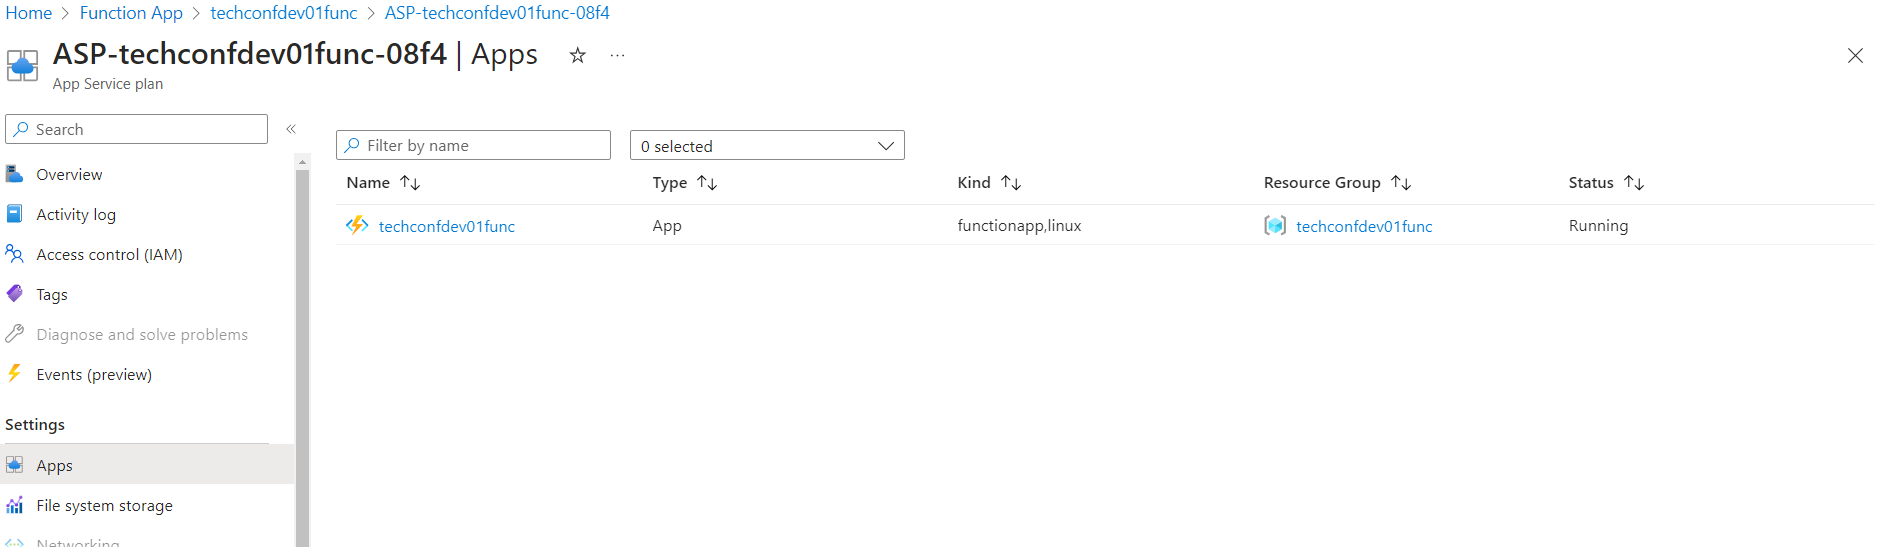 Home > Function App > techconfdev01func > ASP-techconfdev01func-08f4
ASP-techconfdev01func-08f4 | Apps
App Service plan
Search
Overview
Activity log
Access control (IAM)
Tags
Diagnose and solve problems
Events (preview)
Settings
Apps
File system storage
Networking
Filter by name
0 selected
Name Type Kind Resource Group Status
techconfdev01func App functionapp,linux techconfdev01func Running